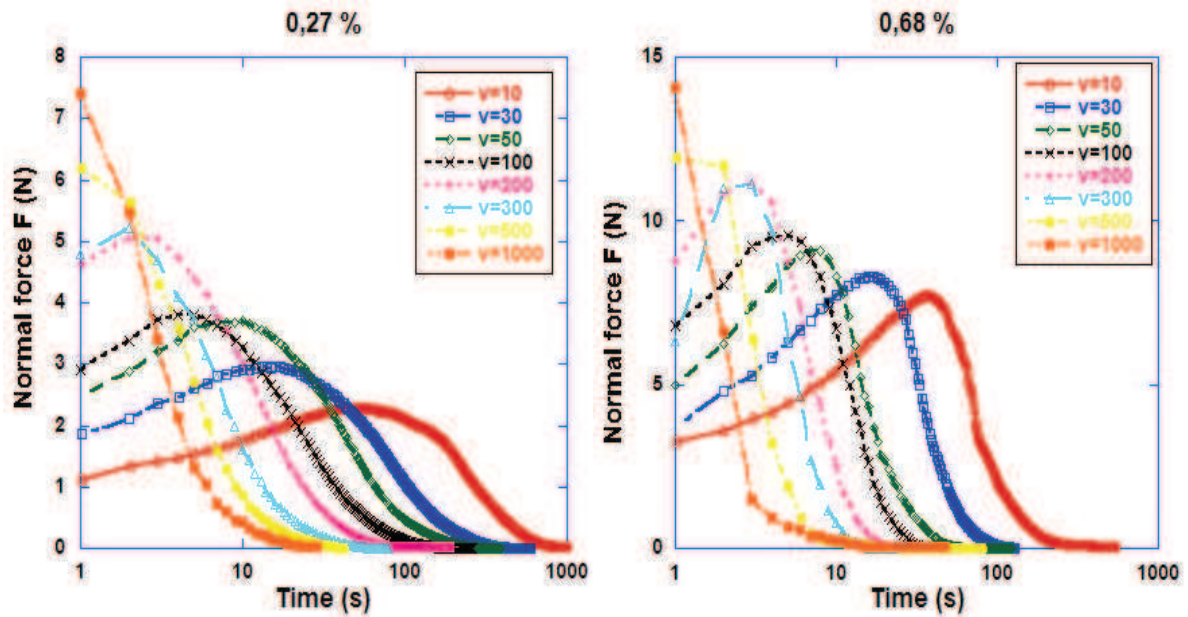 0,27 %
8
7
6
5
4
3
2
1
0
Normal force F (N)
v=10
v=30
v=50
v=100
v=200
v=300
v=500
v=1000
1 10 100 1000
Time (s)
0,68 %
15
10
5
0
Normal force F (N)
v=10
v=30
v=50
v=100
v=200
v=300
v=500
v=1000
1 10 100 1000
Time (s)